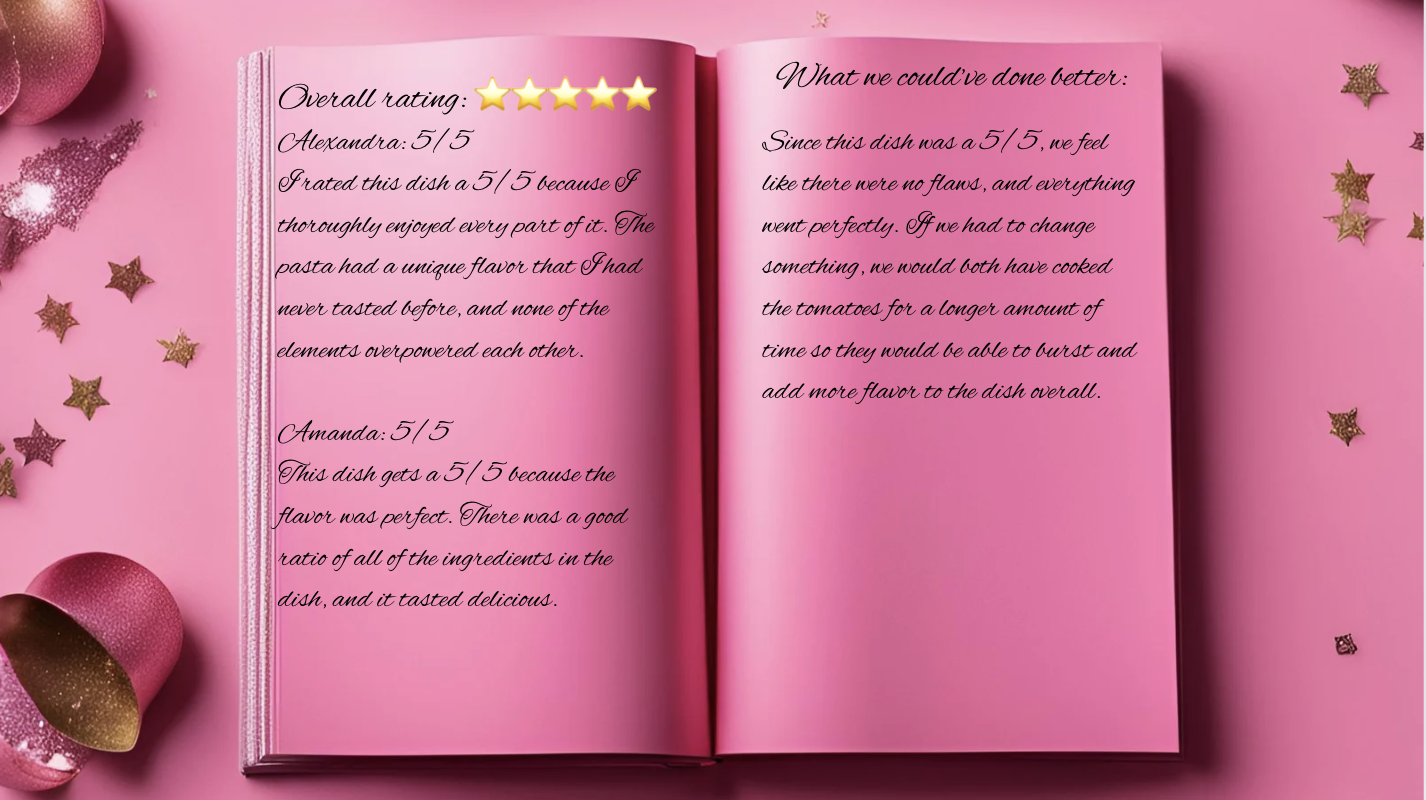 Overall rating: ⭐⭐⭐⭐⭐
Alexandra: 5/5
I rated this dish a 5/5 because I
thoroughly enjoyed every part of it. The
pasta had a unique flavor that I had
never tasted before, and none of the
elements overpowered each other.
Amanda: 5/5
This dish gets a 5/5 because the
flavor was perfect. There was a good
ratio of all of the ingredients in the
dish, and it tasted delicious.
What we could've done better:
Since this dish was a 5/5, we feel
like there were no flaws, and everything
went perfectly. If we had to change
something, we would both have cooked
the tomatoes for a longer amount of
time so they would be able to burst and
add more flavor to the dish overall.